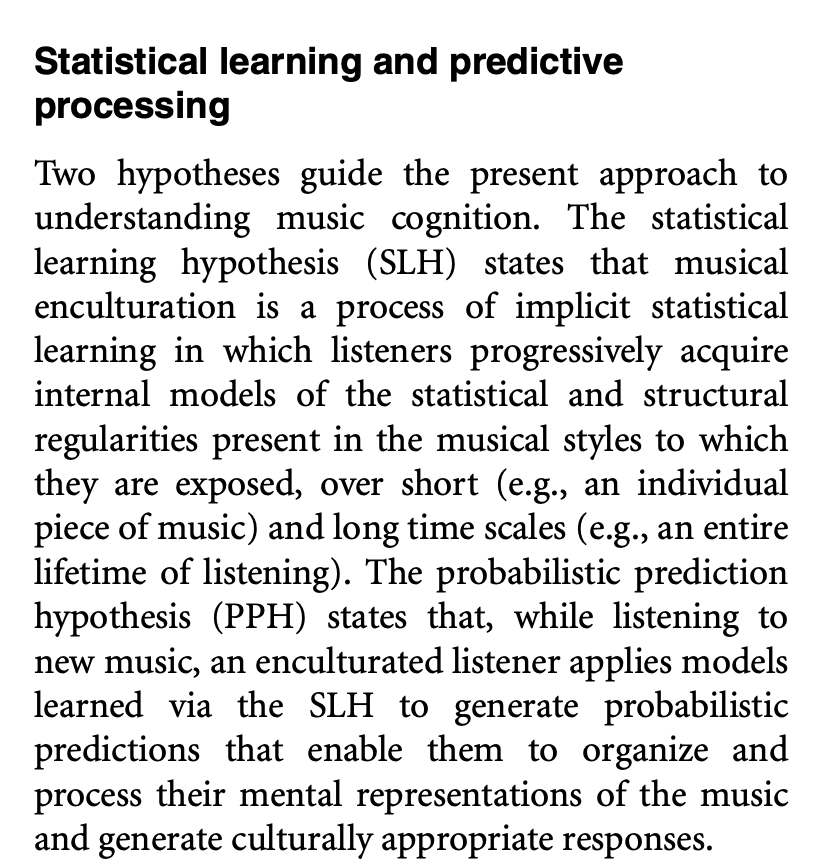 Statistical learning and predictive
processing
Two hypotheses guide the present approach to
understanding music cognition. The statistical
learning hypothesis (SLH) states that musical
enculturation is a process of implicit statistical
learning in which listeners progressively acquire
internal models of the statistical and structural
regularities present in the musical styles to which
they are exposed, over short (e.g., an individual
piece of music) and long time scales (e.g., an entire
lifetime of listening). The probabilistic prediction
hypothesis (PPH) states that, while listening to
new music, an enculturated listener applies models
learned via the SLH to generate probabilistic
predictions that enable them to organize and
process their mental representations of the music
and generate culturally appropriate responses.